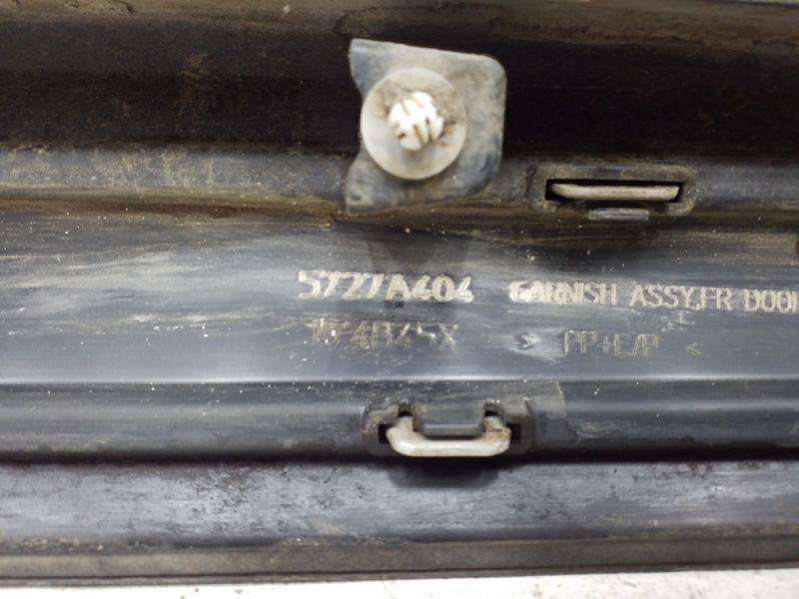 5727A404 GARNISH ASSY,FR DOOR
> PP+E/P <